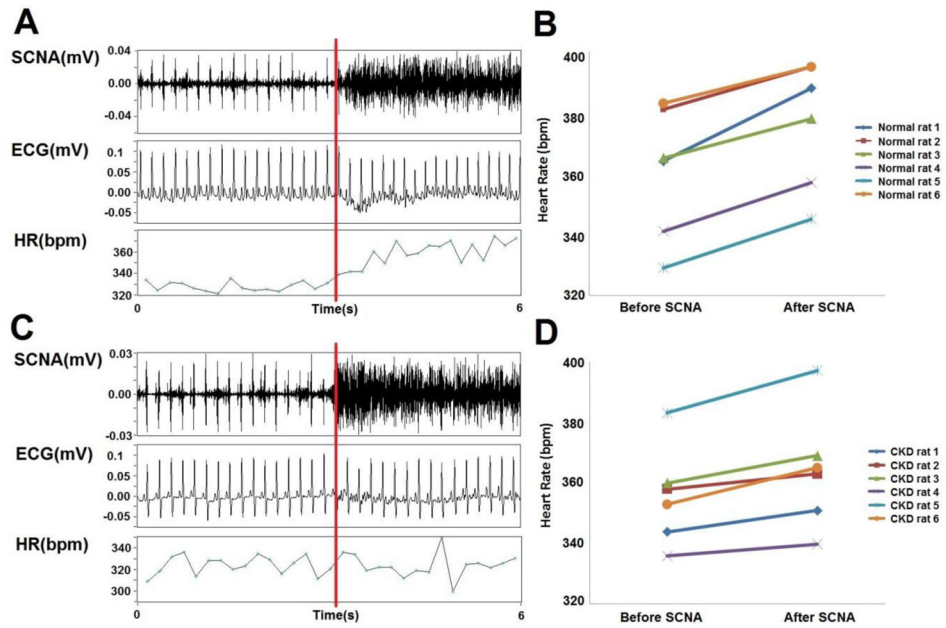 A
SCNA(mV)
0.04
0.00
-0.04
ECG(mV)
0.1
0.05
0.00
-0.05
HR(bpm)
360
340
320
0
Time(s)
6
B
Heart Rate (bpm)
400
380
360
340
320
Before SCNA
After SCNA
Normal rat 1
Normal rat 2
Normal rat 3
Normal rat 4
Normal rat 5
Normal rat 6
C
SCNA(mV)
0.03
0.00
-0.03
ECG(mV)
0.1
0.05
0.00
-0.05
HR(bpm)
340
320
300
0
Time(s)
6
D
Heart Rate (bpm)
400
380
360
340
320
Before SCNA
After SCNA
CKD rat 1
CKD rat 2
CKD rat 3
CKD rat 4
CKD rat 5
CKD rat 6